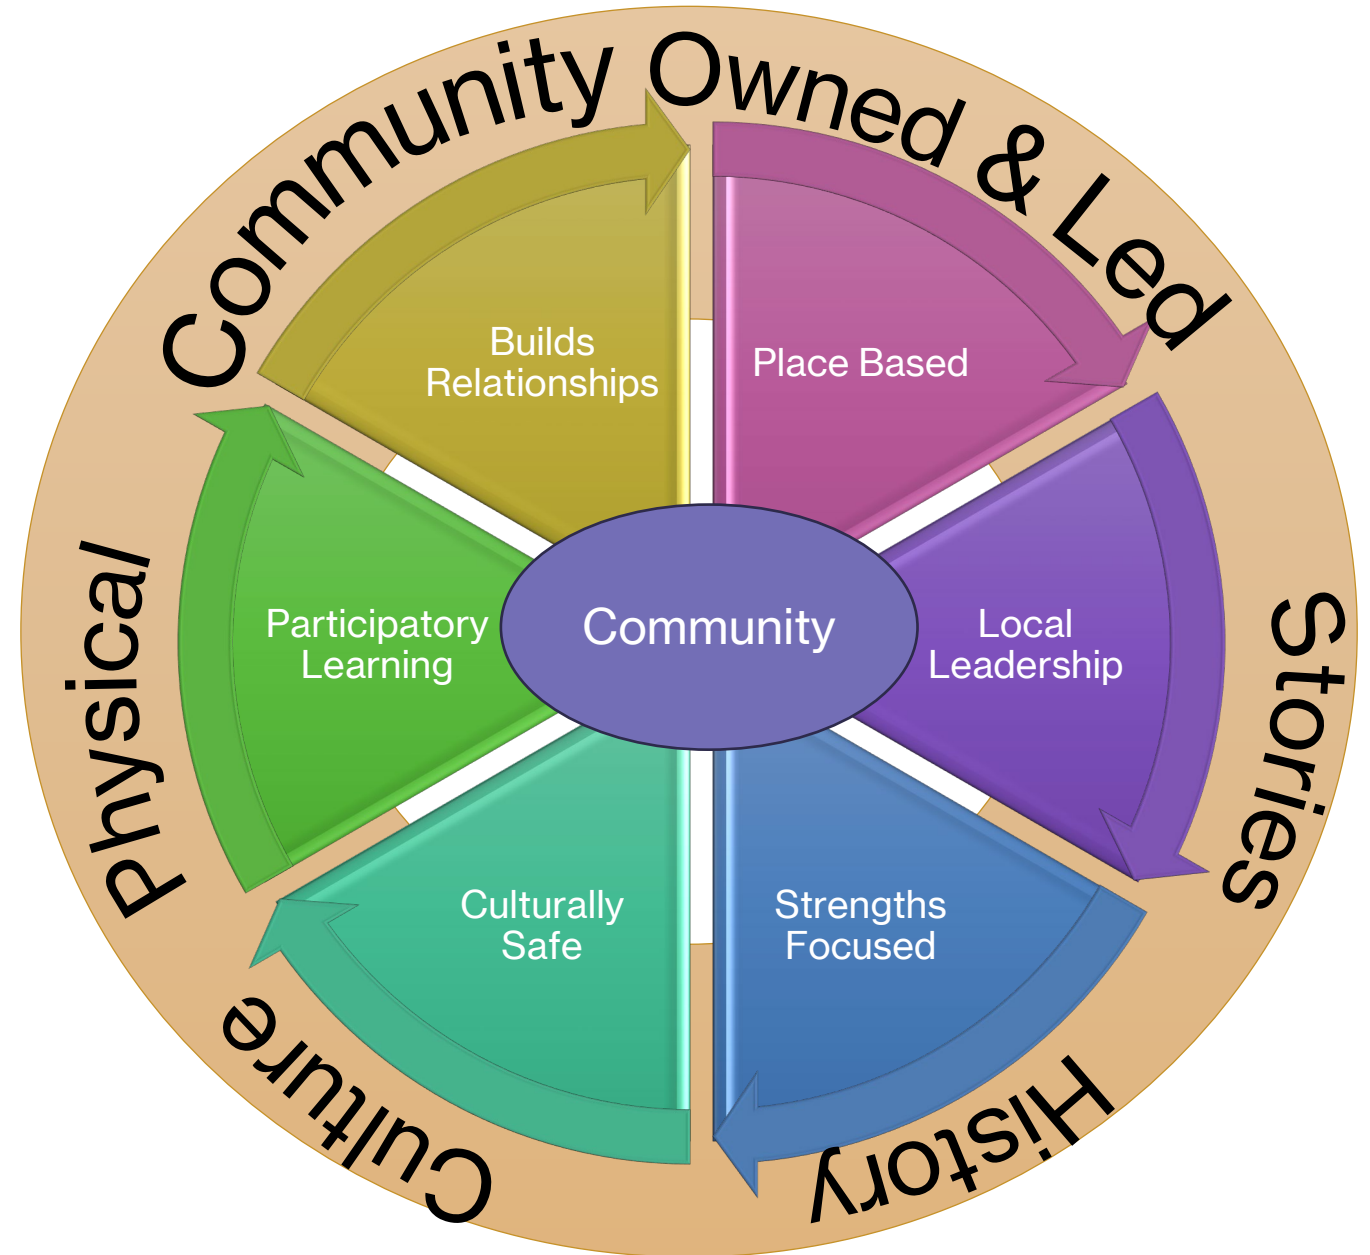 Community Owned & Led
Builds
Relationships
Place Based
Participatory
Learning
Community
Local
Leadership
Culturally
Safe
Strengths
Focused
Stories
History
Culture
Physical